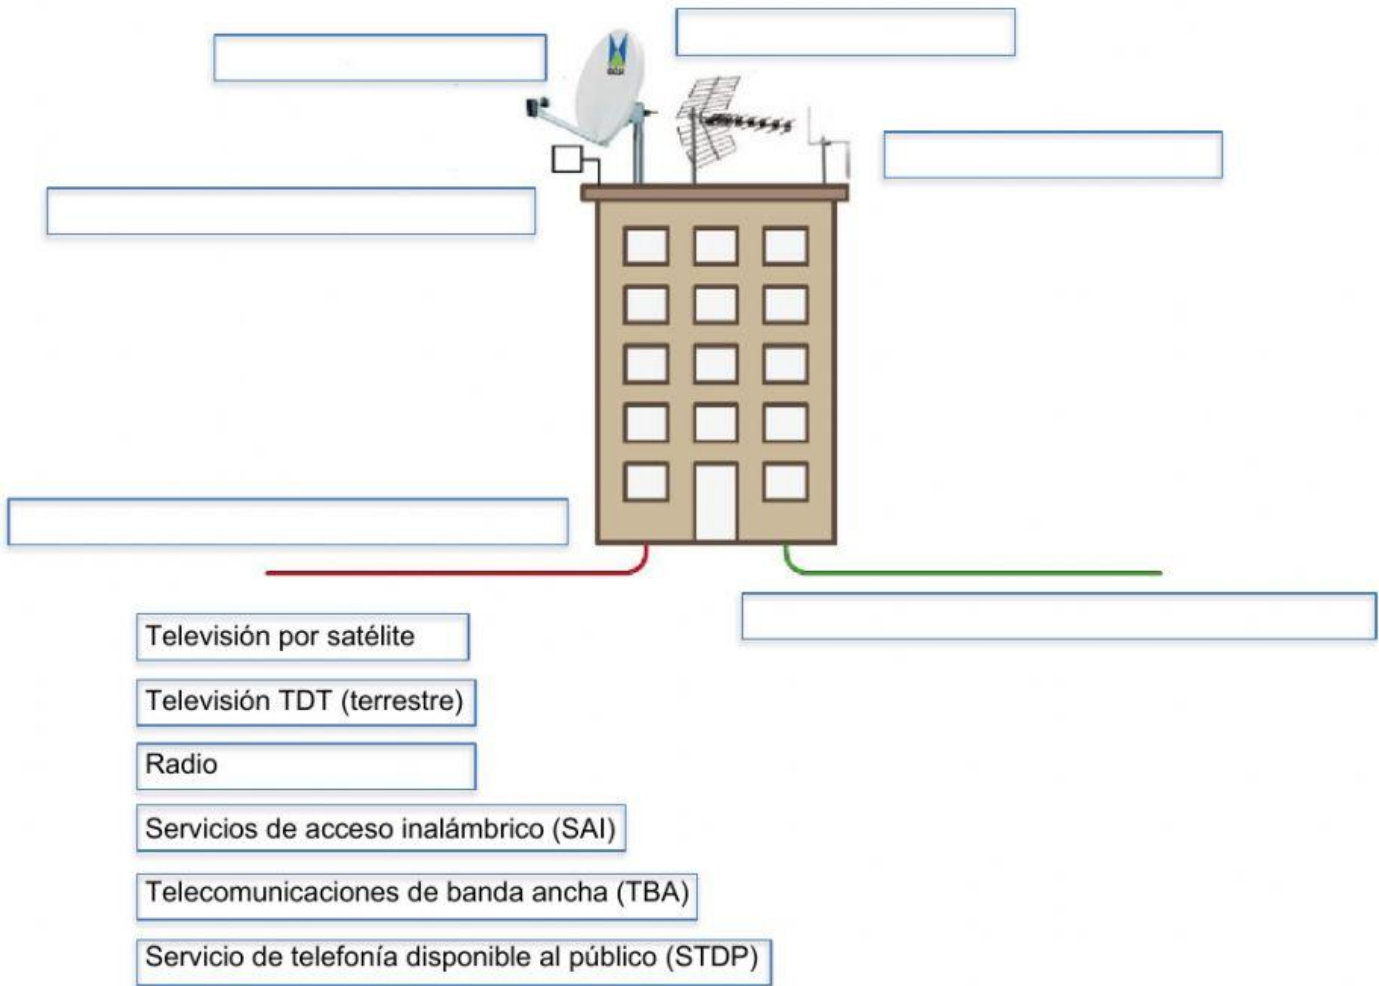 Televisión por satélite
Televisión TDT (terrestre)
Radio
Servicios de acceso inalámbrico (SAI)
Telecomunicaciones de banda ancha (TBA)
Servicio de telefonía disponible al público (STDP)